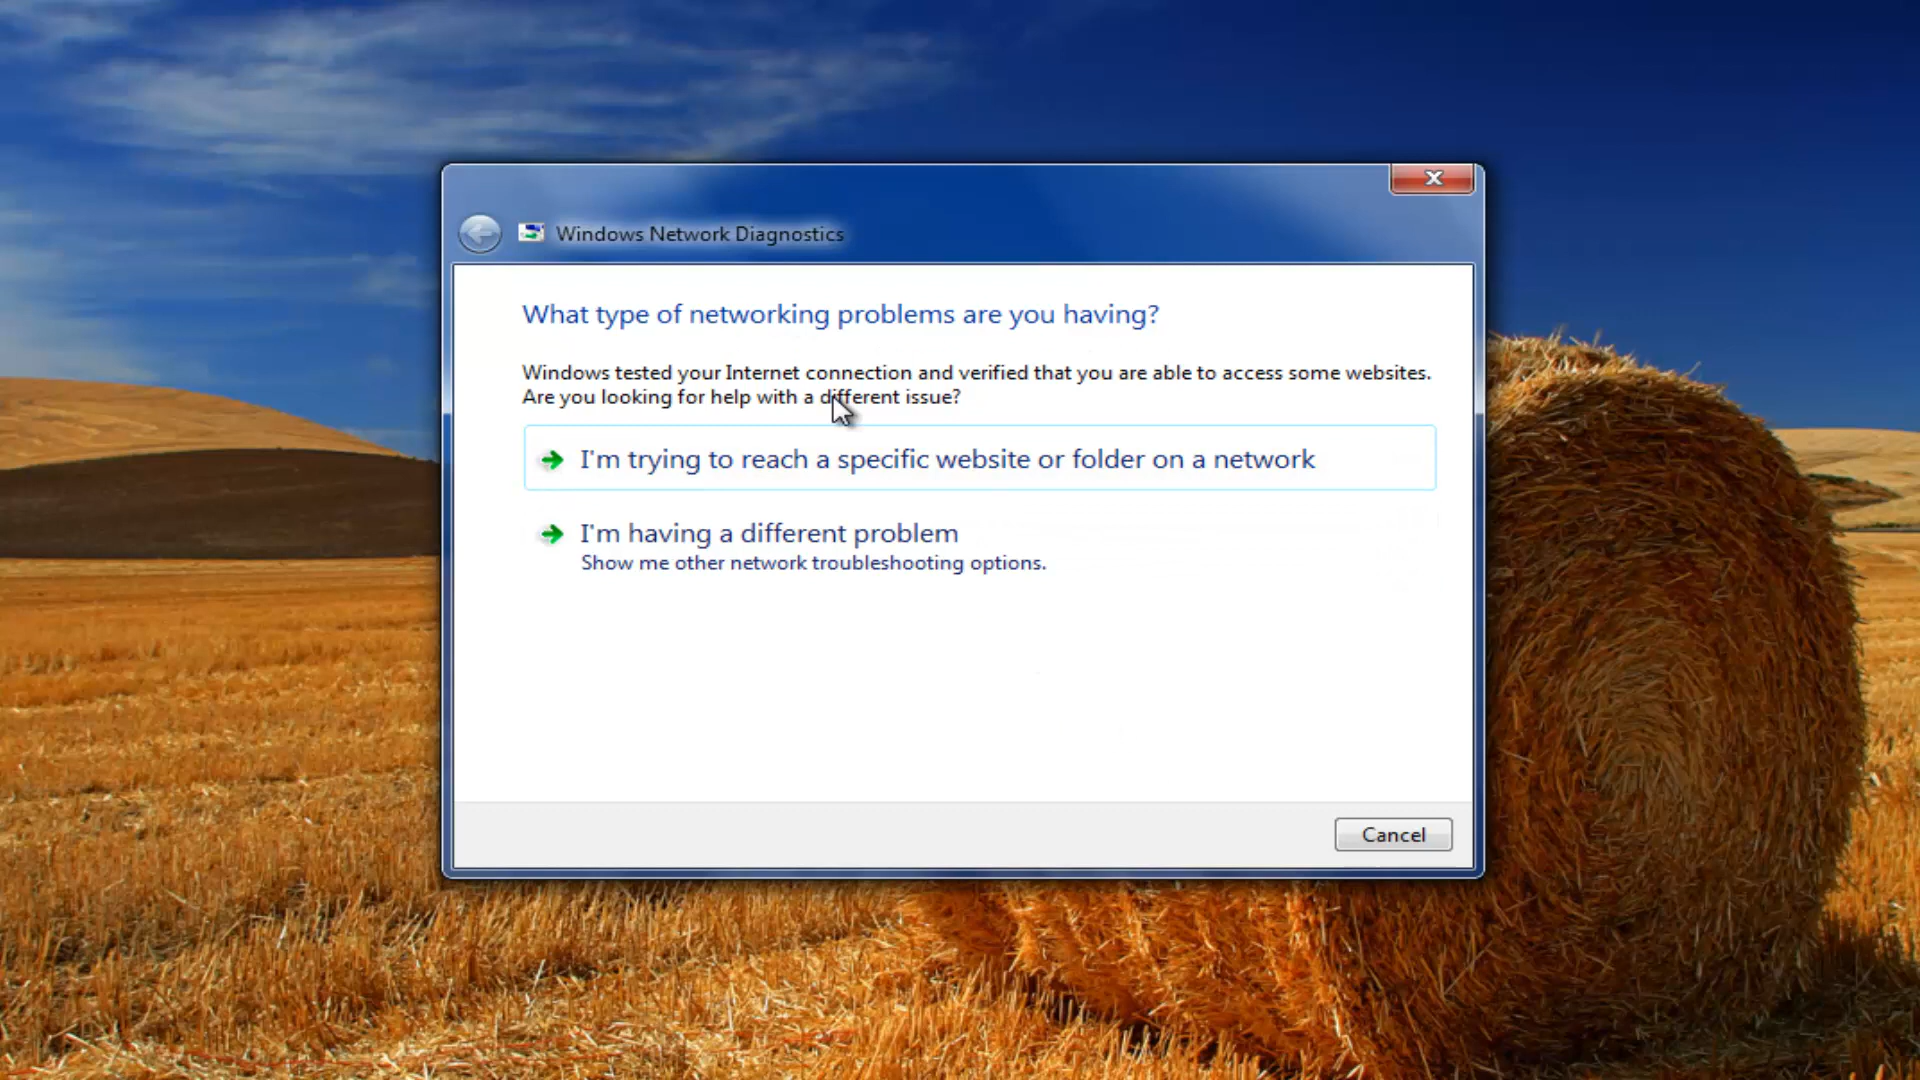 Windows Network Diagnostics
What type of networking problems are you having?
Windows tested your Internet connection and verified that you are able to access some websites.
Are you looking for help with a different issue?
I'm trying to reach a specific website or folder on a network
I'm having a different problem
Show me other network troubleshooting options.
Cancel